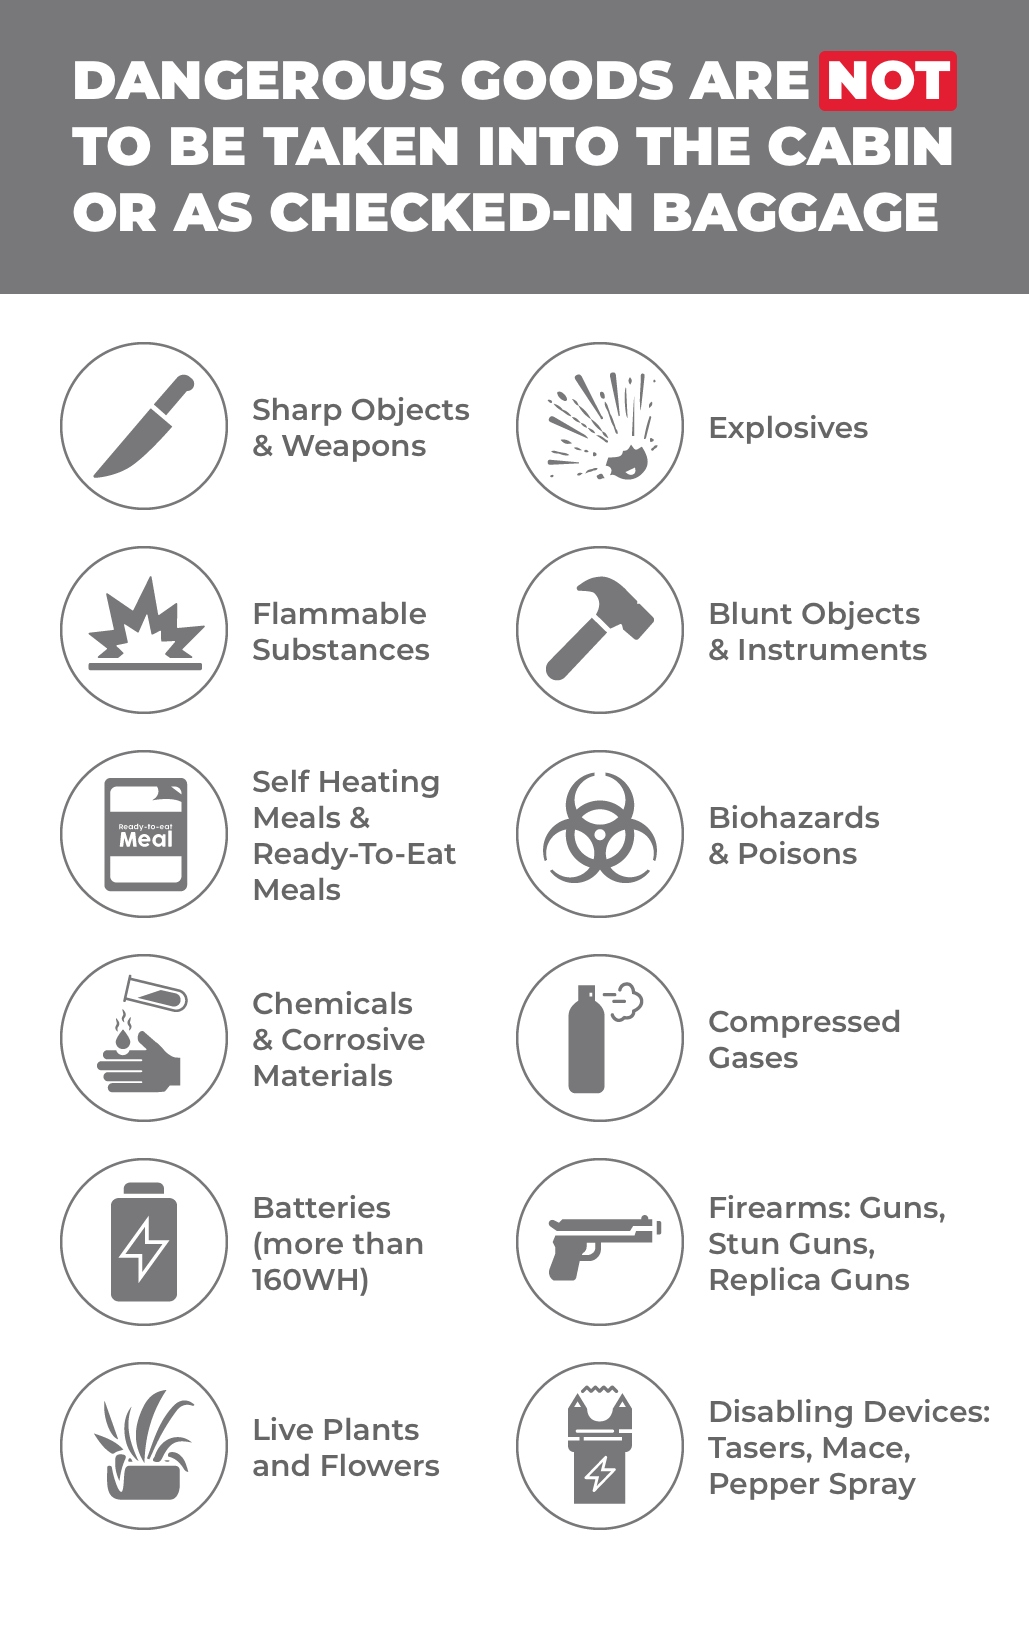 DANGEROUS GOODS ARE NOT
TO BE TAKEN INTO THE CABIN
OR AS CHECKED-IN BAGGAGE
Sharp Objects
& Weapons
Explosives
Flammable
Substances
Blunt Objects
& Instruments
Ready-to-eat
Meal
Self Heating
Meals &
Ready-To-Eat
Meals
Biohazards
& Poisons
Chemicals
& Corrosive
Materials
Compressed
Gases
Batteries
(more than
160WH)
Firearms: Guns,
Stun Guns,
Replica Guns
Live Plants
and Flowers
Disabling Devices:
Tasers, Mace,
Pepper Spray